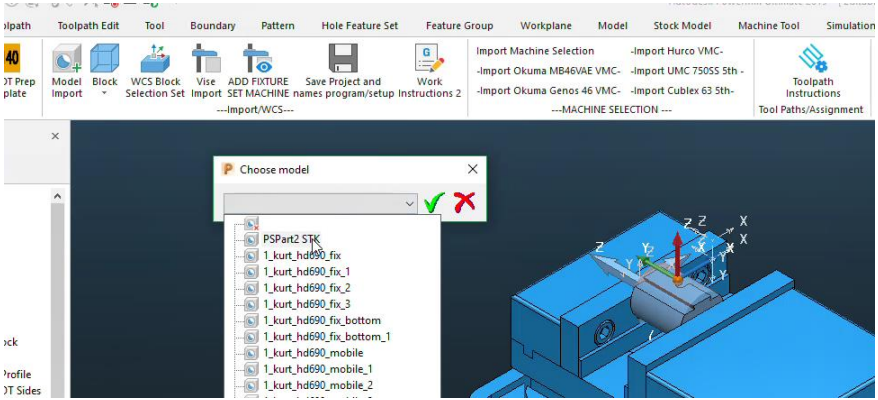 olpath Toolpath Edit Tool Boundary Pattern Hole Feature Set Feature Group Workplane Model Stock Model Machine Tool Simulation
40
OT Prep
plate
Model
Import
Block
WCS Block
Selection Set
Vise
Import
ADD FIXTURE
SET MACHINE
Save Project and
names program/setup
G
Work
Instructions 2
---Import/WCS---
Import Machine Selection -Import Hurco VMC-
-Import Okuma MB46VAE VMC- -Import UMC 750SS 5th -
-Import Okuma Genos 46 VMC- -Import Cublex 63 5th-
---MACHINE SELECTION ---
Toolpath
Instructions
Tool Paths/Assignment
P Choose model
PSPart2 STK
1_kurt_hd690_fix
1_kurt_hd690_fix_1
1_kurt_hd690_fix_2
1_kurt_hd690_fix_3
1_kurt_hd690_fix_bottom
1_kurt_hd690_fix_bottom_1
1_kurt_hd690_mobile
1_kurt_hd690_mobile_1
1_kurt_hd690_mobile_2
ock
Profile
OT Sides
Z Z X
Z Y Z X X
Y Y
Y